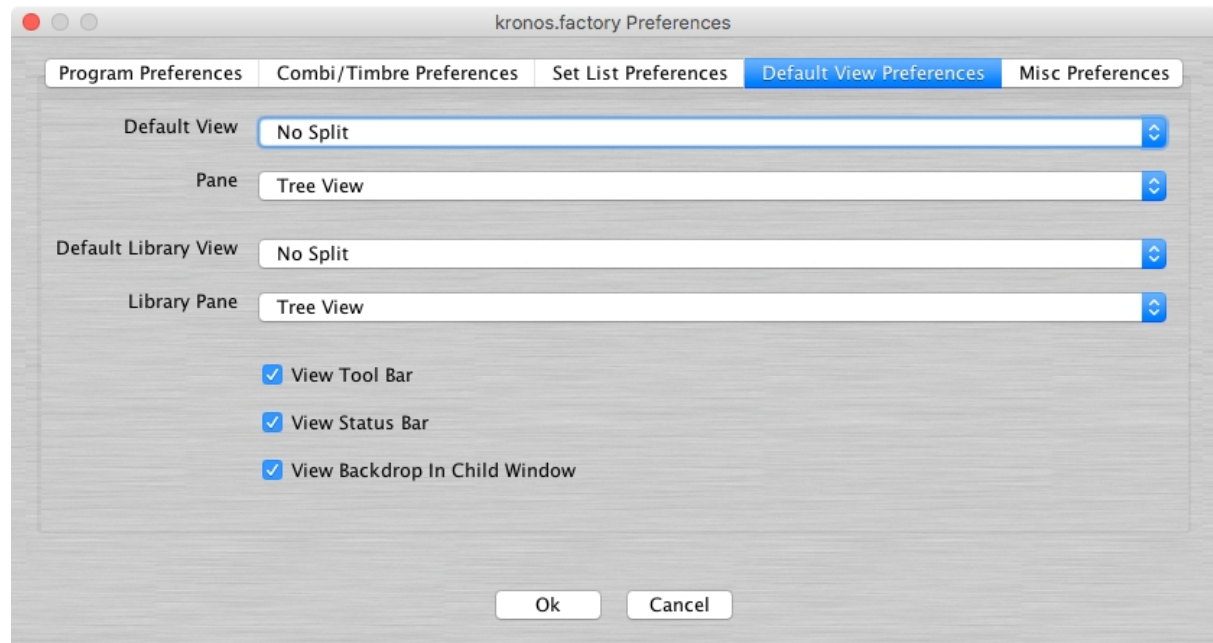 kronos.factory Preferences
Program Preferences Combi/Timbre Preferences Set List Preferences Default View Preferences Misc Preferences
Default View No Split
Pane Tree View
Default Library View No Split
Library Pane Tree View
View Tool Bar
View Status Bar
View Backdrop In Child Window
Ok Cancel